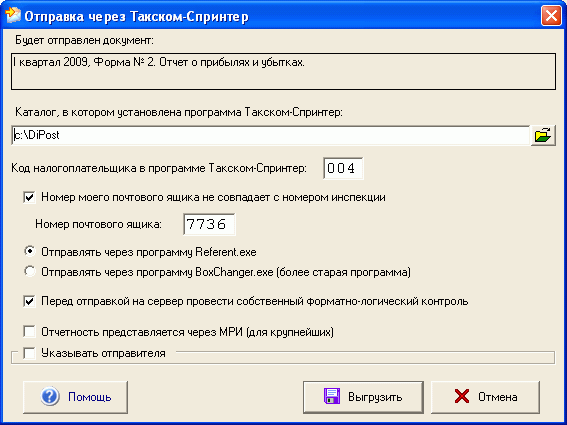 Отправка через Такском-Спринтер
Будет отправлен документ:
I квартал 2009, Форма № 2. Отчет о прибылях и убытках.
Каталог, в котором установлена программа Такском-Спринтер:
c:\DiPost
Код налогоплательщика в программе Такском-Спринтер: 004
Номер моего почтового ящика не совпадает с номером инспекции
Номер почтового ящика: 7736
Отправлять через программу Referent.exe
Отправлять через программу BoxChanger.exe (более старая программа)
Перед отправкой на сервер провести собственный форматно-логический контроль
Отчетность представляется через МРИ (для крупнейших)
Указывать отправителя
Помощь
Выгрузить
Отмена